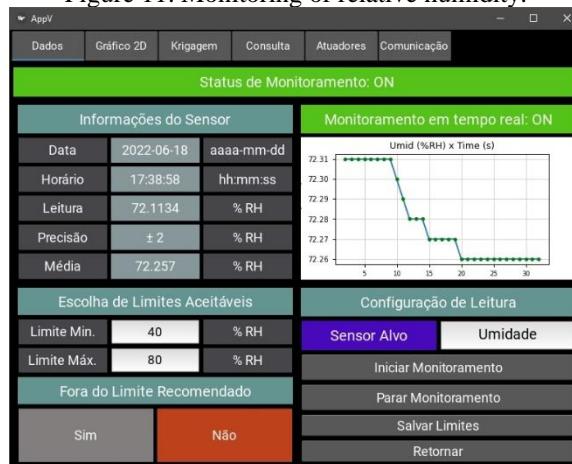 Figure 11. Monitoring of relative humidity.
AppV
Dados Gráfico 2D Krigagem Consulta Atuadores Comunicação
Status de Monitoramento: ON
Informações do Sensor
Data 2022-06-18 aaaa-mm-dd
Horário 17:38:58 hh:mm:ss
Leitura 72.1134 % RH
Precisão ± 2 % RH
Média 72.257 % RH
Escolha de Limites Aceitáveis
Limite Min. 40 % RH
Limite Máx. 80 % RH
Fora do Limite Recomendado
Sim Não
Monitoramento em tempo real: ON
Umid (%RH) x Time (s)
72.31
72.30
72.29
72.28
72.27
72.26
5 10 15 20 25 30
Configuração de Leitura
Sensor Alvo Umidade
Iniciar Monitoramento
Parar Monitoramento
Salvar Limites
Retornar